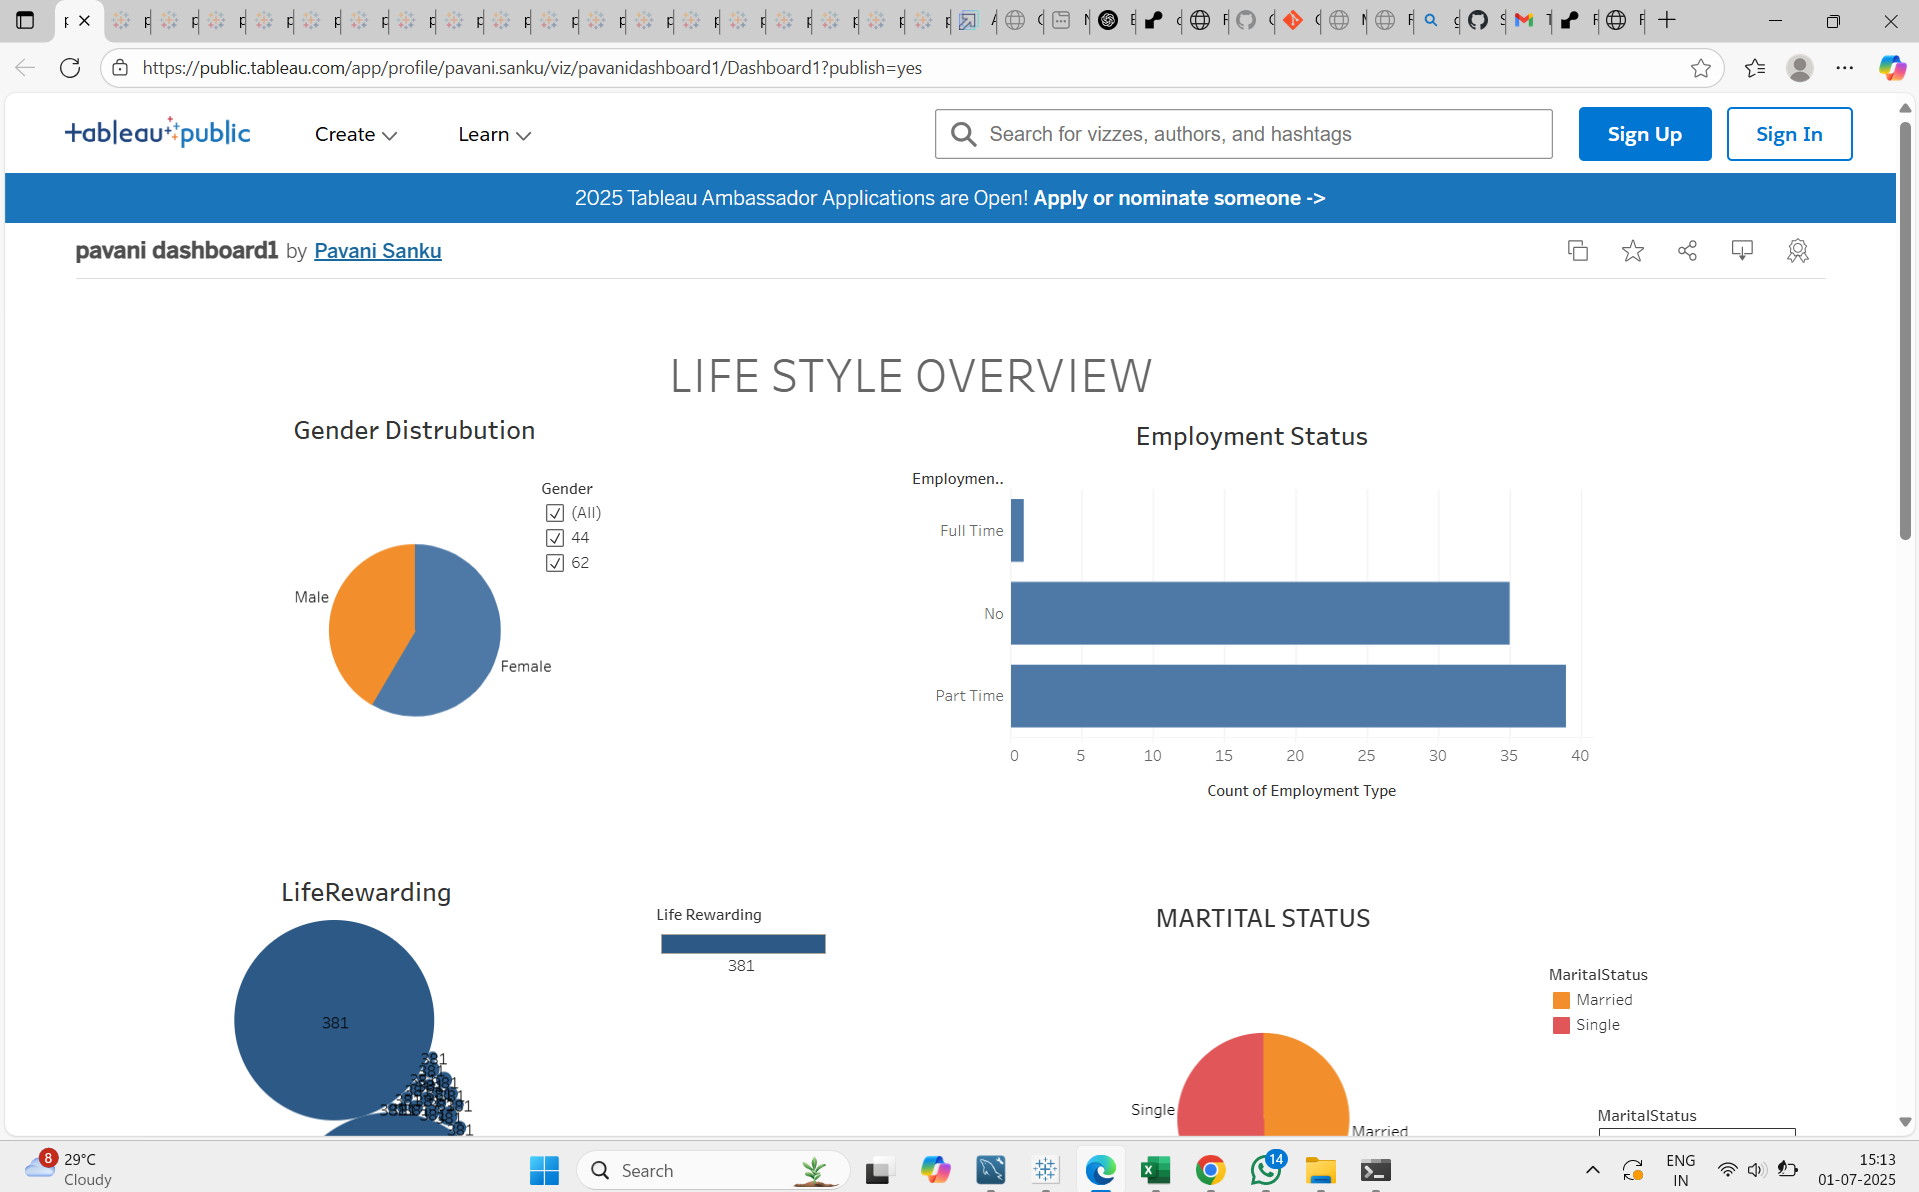 https://public.tableau.com/app/profile/pavani.sanku/viz/pavanidashboard1/Dashboard1?publish=yes
tableau public
Create
Learn
Search for vizzes, authors, and hashtags
Sign Up
Sign In
2025 Tableau Ambassador Applications are Open! Apply or nominate someone ->
pavani dashboard1 by Pavani Sanku
LIFE STYLE OVERVIEW
Gender Distrubution
Gender
(All)
44
62
Male
Female
Employment Status
Employmen..
Full Time
No
Part Time
0 5 10 15 20 25 30 35 40
Count of Employment Type
LifeRewarding
381
381
381
381
Life Rewarding
381
MARTITAL STATUS
MaritalStatus
Married
Single
Single
Married
MaritalStatus
8
29°C
Cloudy
Search
14
ENG
IN
15:13
01-07-2025